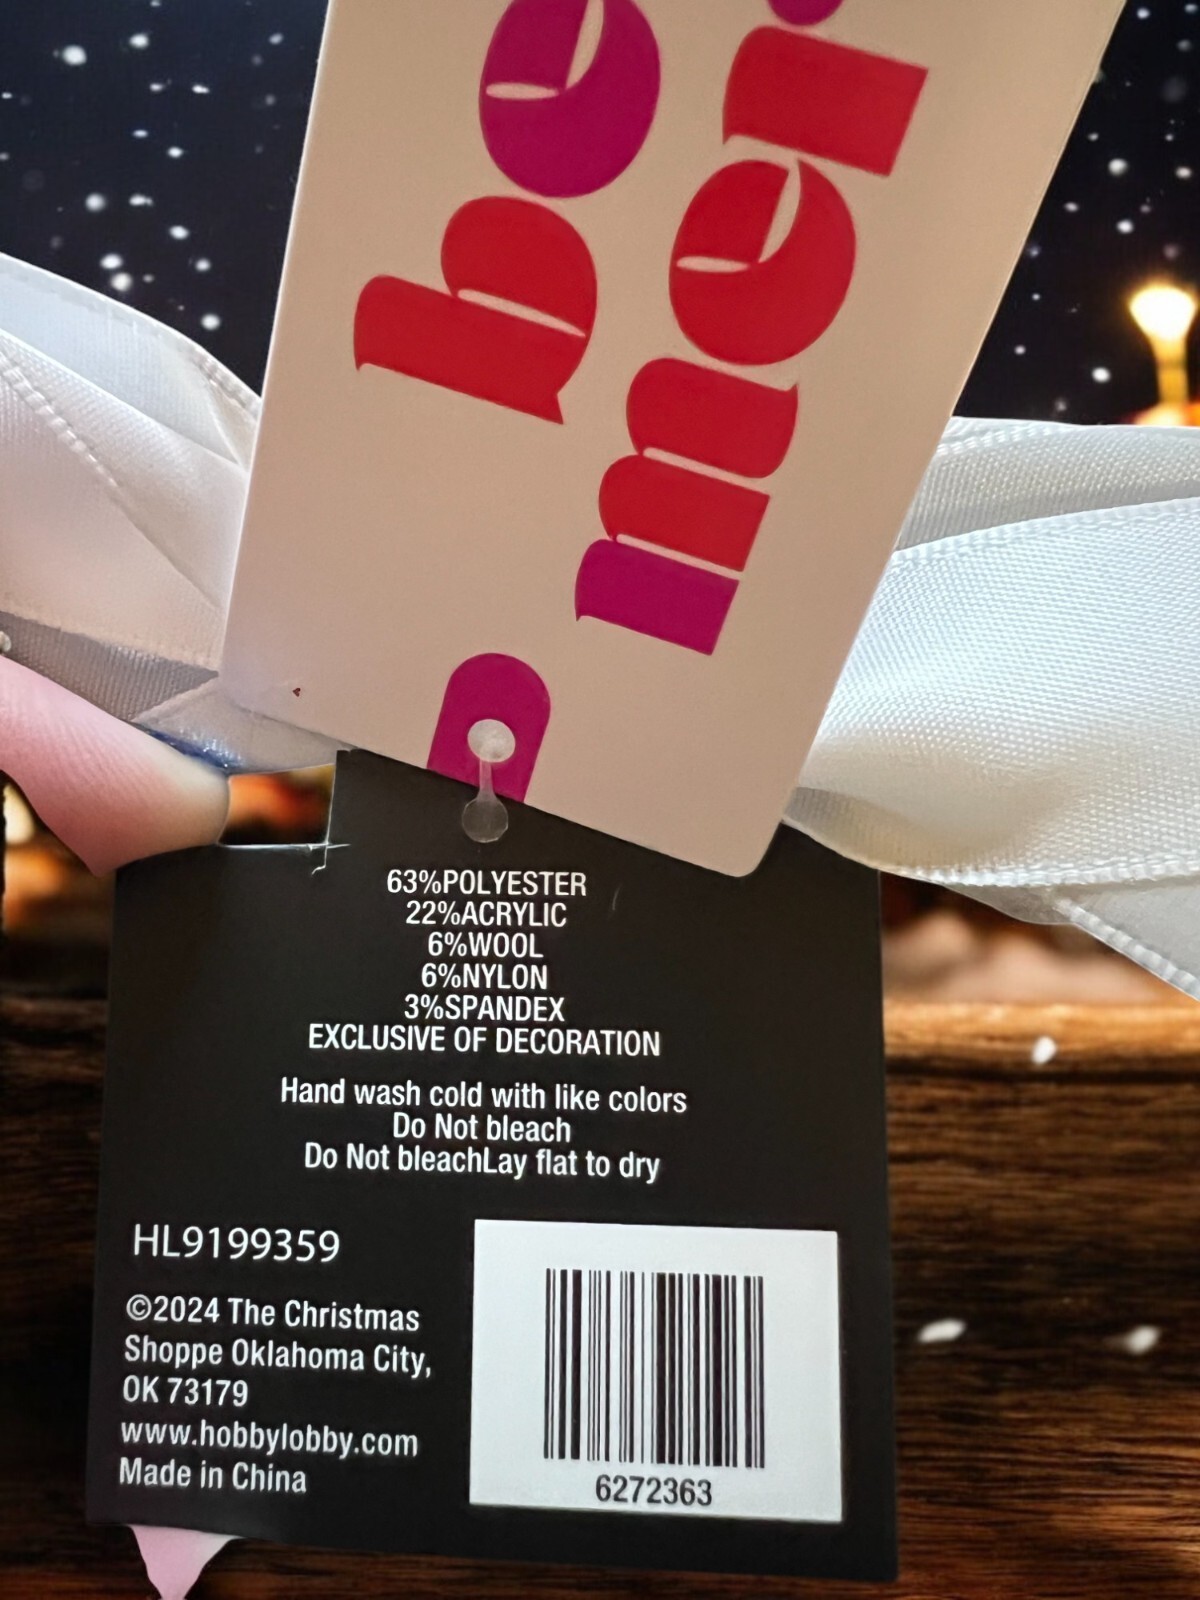 be
63%POLYESTER
22%ACRYLIC
6%WOOL
6%NYLON
3%SPANDEX
EXCLUSIVE OF DECORATION
Hand wash cold with like colors
Do Not bleach
Do Not bleachLay flat to dry
HL9199359
©2024 The Christmas
Shoppe Oklahoma City,
OK 73179
www.hobbylobby.com
Made in China
6272363